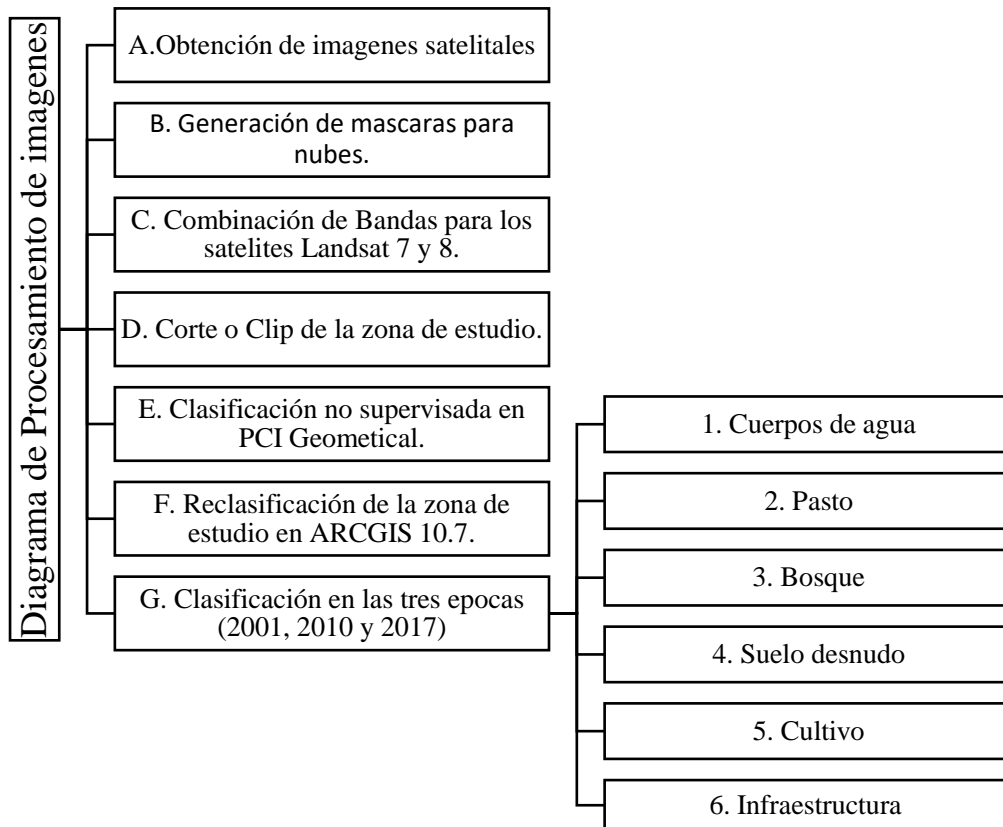 Diagrama de Procesamiento de imagenes
A.Obtención de imagenes satelitales
B. Generación de mascaras para
nubes.
C. Combinación de Bandas para los
satelites Landsat 7 y 8.
D. Corte o Clip de la zona de estudio.
E. Clasificación no supervisada en
PCI Geometical.
F. Reclasificación de la zona de
estudio en ARCGIS 10.7.
G. Clasificación en las tres epocas
(2001, 2010 y 2017)
1. Cuerpos de agua
2. Pasto
3. Bosque
4. Suelo desnudo
5. Cultivo
6. Infraestructura